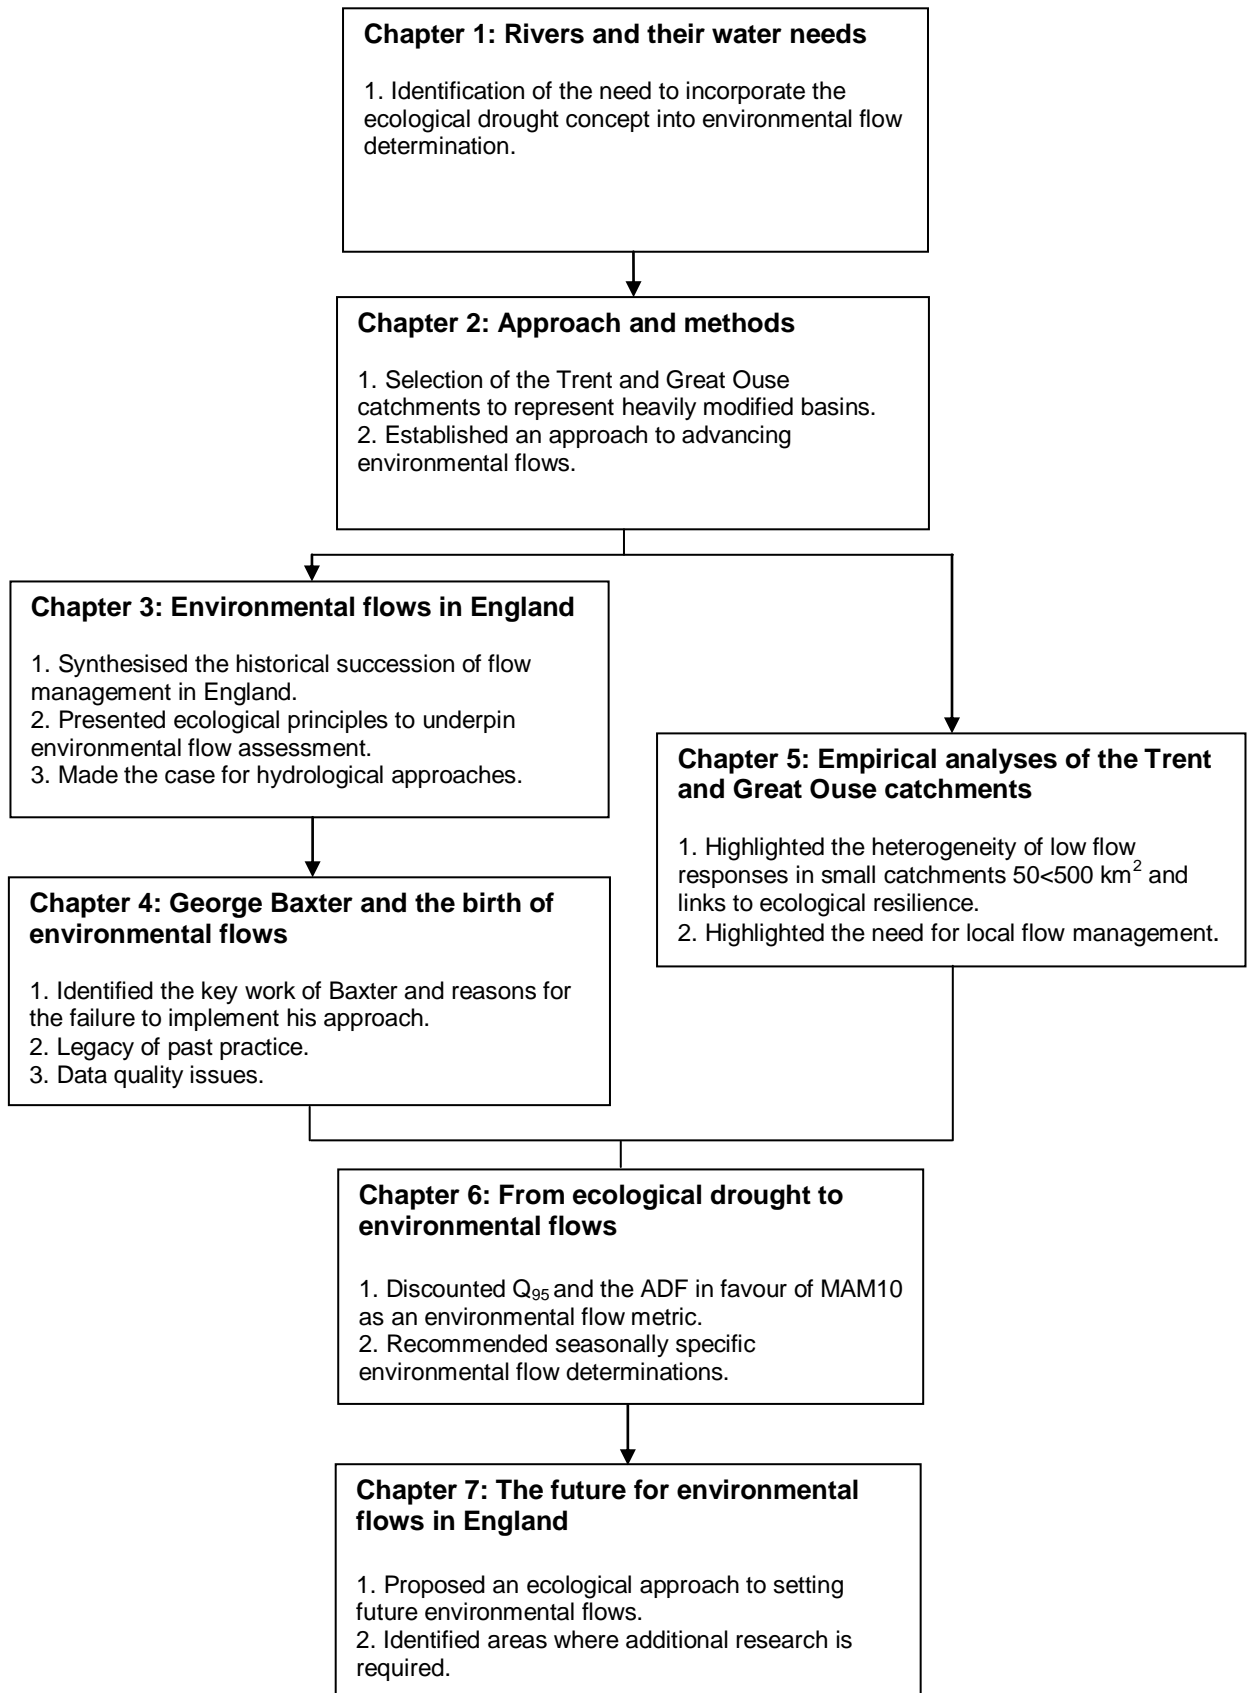 Chapter 1: Rivers and their water needs
1. Identification of the need to incorporate the
ecological drought concept into environmental flow
determination.
Chapter 2: Approach and methods
1. Selection of the Trent and Great Ouse
catchments to represent heavily modified basins.
2. Established an approach to advancing
environmental flows.
Chapter 3: Environmental flows in England
1. Synthesised the historical succession of flow
management in England.
2. Presented ecological principles to underpin
environmental flow assessment.
3. Made the case for hydrological approaches.
Chapter 4: George Baxter and the birth of
environmental flows
1. Identified the key work of Baxter and reasons for
the failure to implement his approach.
2. Legacy of past practice.
3. Data quality issues.
Chapter 5: Empirical analyses of the Trent
and Great Ouse catchments
1. Highlighted the heterogeneity of low flow
responses in small catchments 50<500 km² and
links to ecological resilience.
2. Highlighted the need for local flow management.
Chapter 6: From ecological drought to
environmental flows
1. Discounted Q₉₅ and the ADF in favour of MAM10
as an environmental flow metric.
2. Recommended seasonally specific
environmental flow determinations.
Chapter 7: The future for environmental
flows in England
1. Proposed an ecological approach to setting
future environmental flows.
2. Identified areas where additional research is
required.